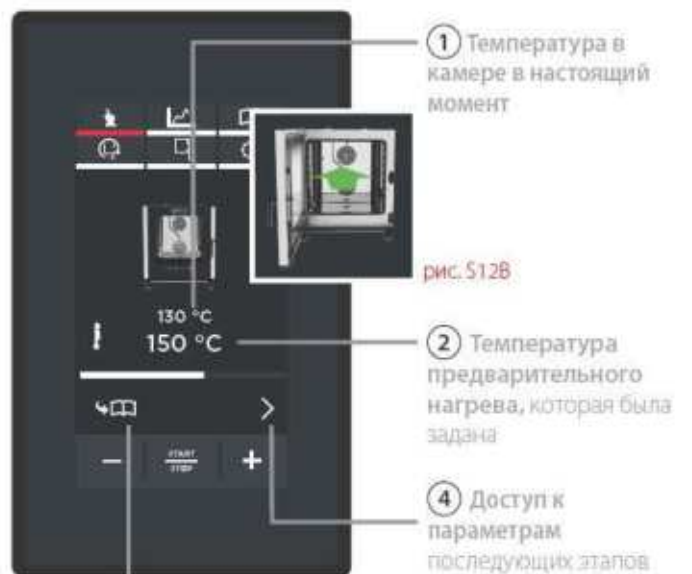 1 Температура в
камере в настоящий
момент
рис. S12B
130 °C
150 °C
2 Температура
предварительного
нагрева, которая была
задана
START
STOP
4 Доступ к
параметрам
последующих этапов